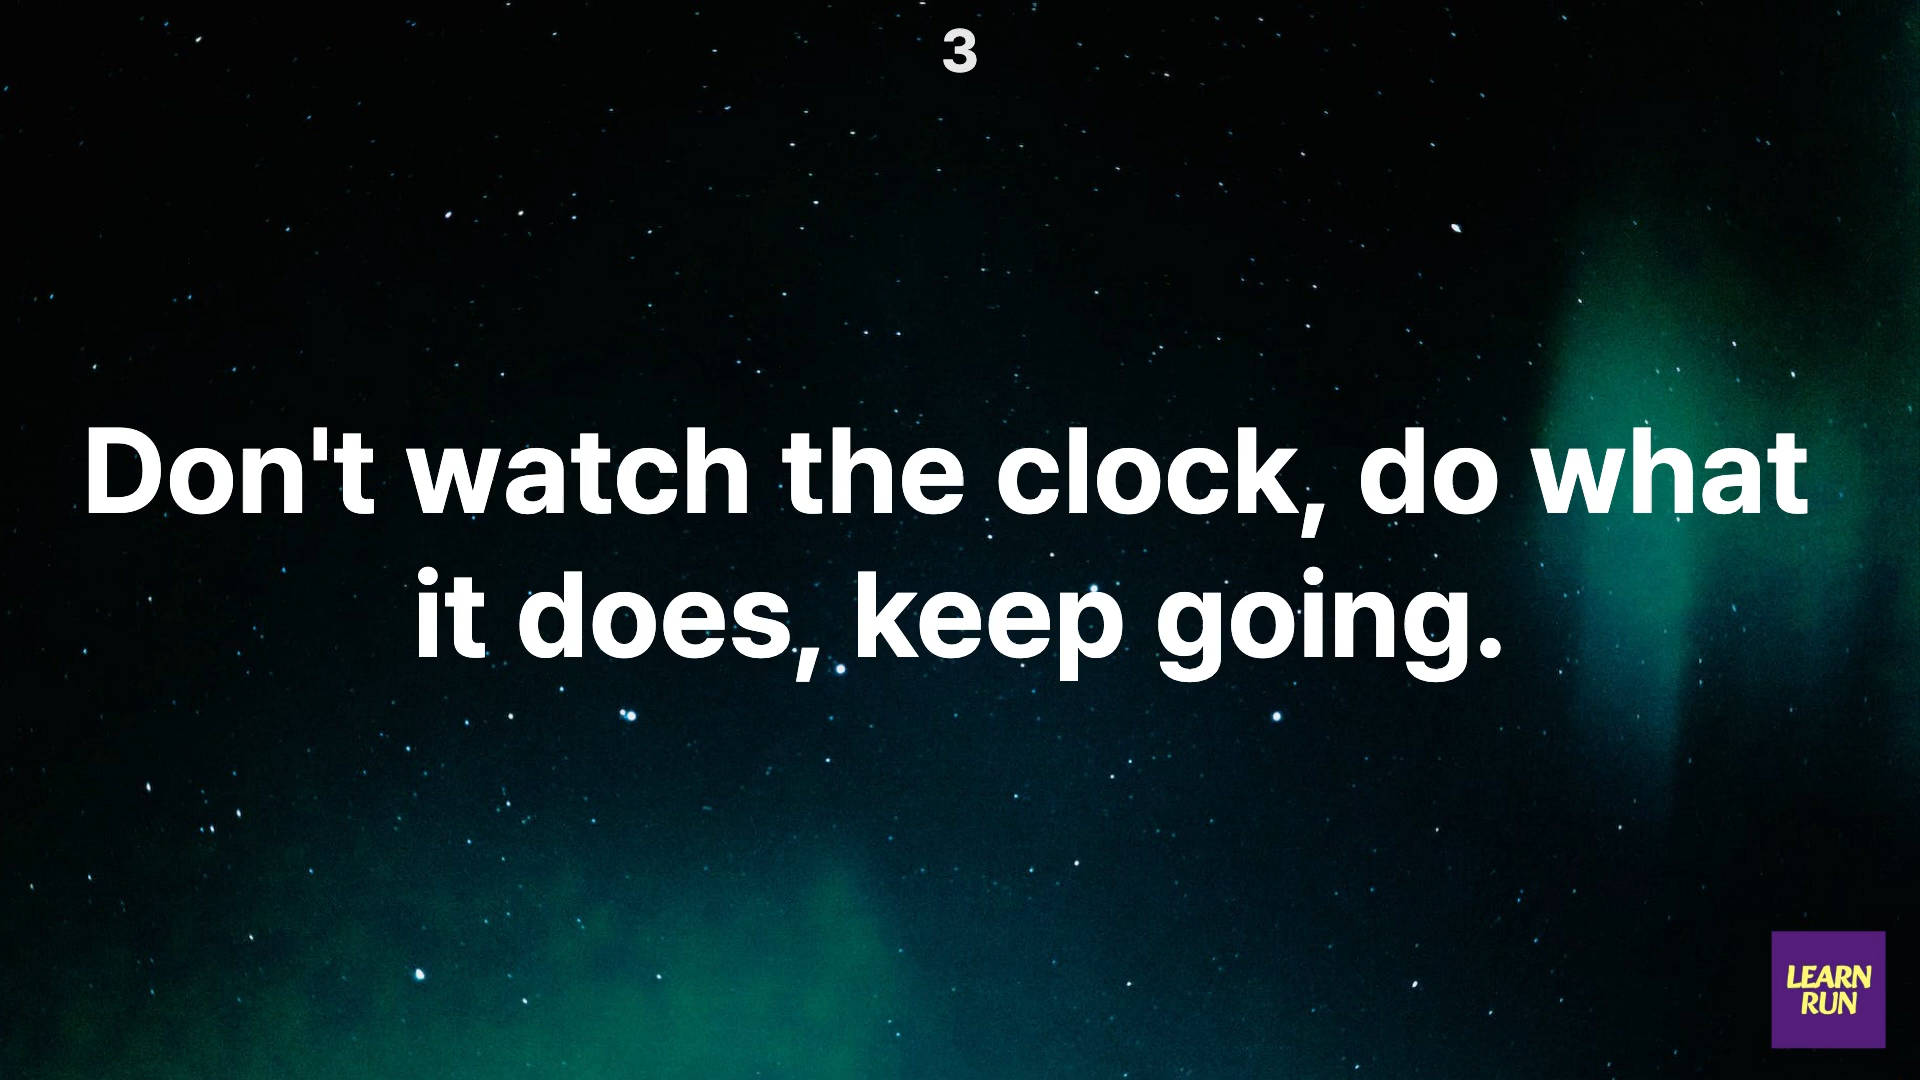 3
Don't watch the clock, do what
it does, keep going.
LEARN
RUN